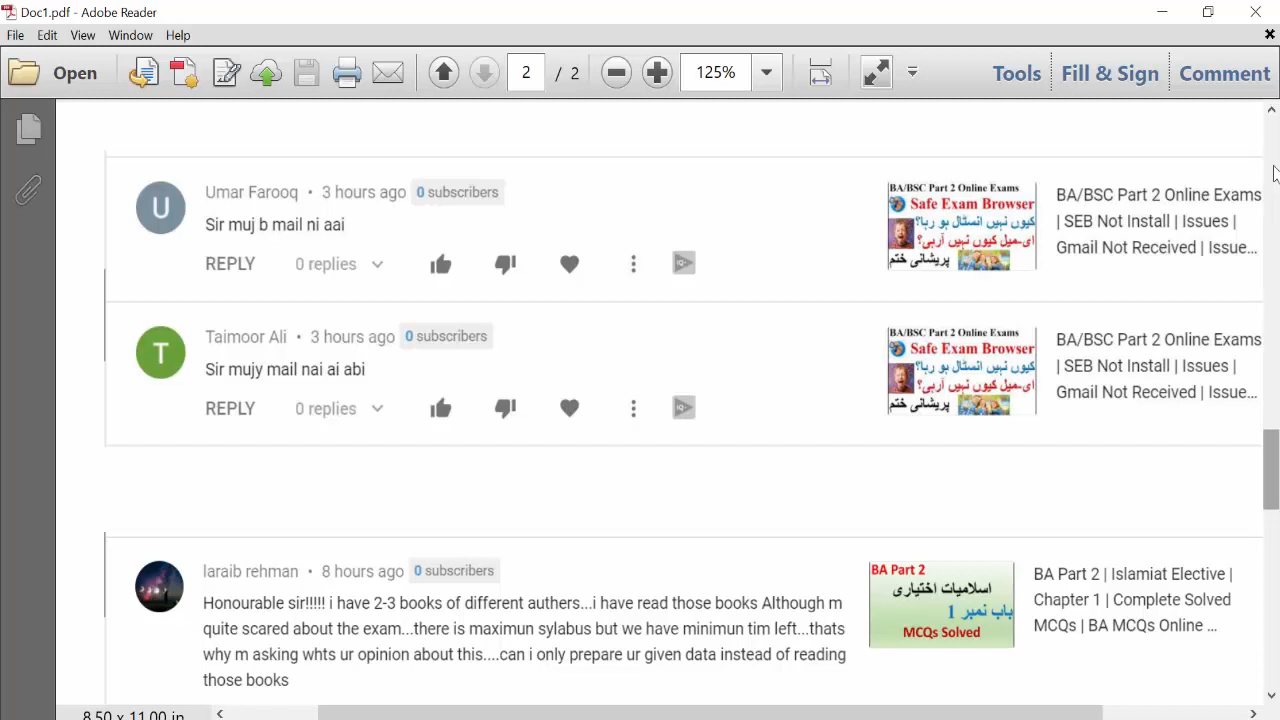 Doc1.pdf - Adobe Reader
File Edit View Window Help
Open
2 / 2
125%
Tools Fill & Sign Comment
U
Umar Farooq • 3 hours ago 0 subscribers
Sir muj b mail ni aai
REPLY 0 replies
BA/BSC Part 2 Online Exams
Safe Exam Browser
کیوں نہیں انسٹال ہو رہا؟
ای-میل کیوں نہیں آرہی؟
پریشانی ختم
BA/BSC Part 2 Online Exams
| SEB Not Install | Issues |
Gmail Not Received | Issue...
T
Taimoor Ali • 3 hours ago 0 subscribers
Sir mujy mail nai ai abi
REPLY 0 replies
BA/BSC Part 2 Online Exams
Safe Exam Browser
کیوں نہیں انسٹال ہو رہا؟
ای-میل کیوں نہیں آرہی؟
پریشانی ختم
BA/BSC Part 2 Online Exams
| SEB Not Install | Issues |
Gmail Not Received | Issue...
laraib rehman • 8 hours ago 0 subscribers
Honourable sir!!!!! i have 2-3 books of different authers...i have read those books Although m
quite scared about the exam...there is maximun sylabus but we have minimun tim left...thats
why m asking whts ur opinion about this....can i only prepare ur given data instead of reading
those books
BA Part 2
اسلامیات اختیاری
باب نمبر 1
MCQs Solved
BA Part 2 | Islamiat Elective |
Chapter 1 | Complete Solved
MCQs | BA MCQs Online ...
8.50 x 11.00 in